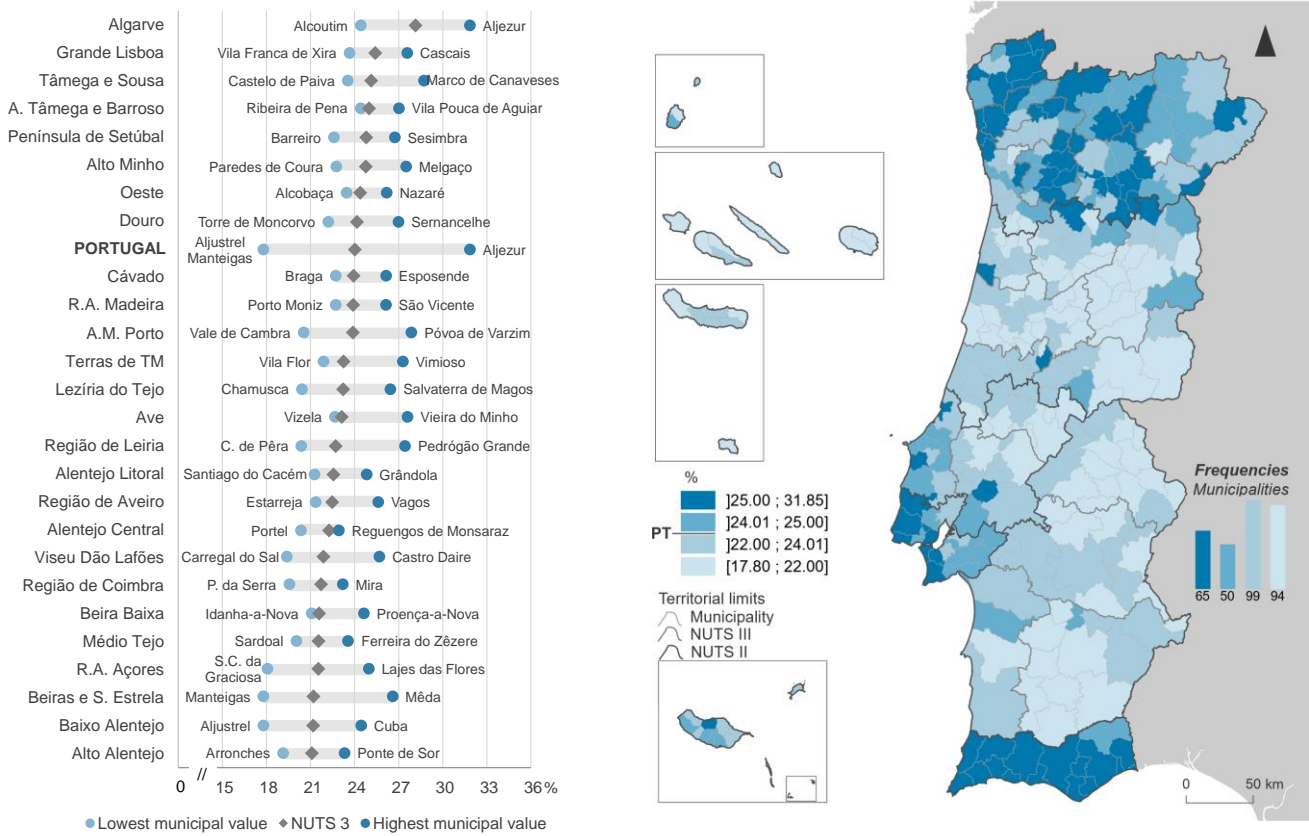 Algarve Alcoutim Aljezur
Grande Lisboa Vila Franca de Xira Cascais
Tâmega e Sousa Castelo de Paiva Marco de Canaveses
A. Tâmega e Barroso Ribeira de Pena Vila Pouca de Aguiar
Península de Setúbal Barreiro Sesimbra
Alto Minho Paredes de Coura Melgaço
Oeste Alcobaça Nazaré
Douro Torre de Moncorvo Sernancelhe
PORTUGAL Aljustrel Manteigas Aljezur
Cávado Braga Esposende
R.A. Madeira Porto Moniz São Vicente
A.M. Porto Vale de Cambra Póvoa de Varzim
Terras de TM Vila Flor Vimioso
Lezíria do Tejo Chamusca Salvaterra de Magos
Ave Vizela Vieira do Minho
Região de Leiria C. de Pêra Pedrógão Grande
Alentejo Litoral Santiago do Cacém Grândola
Região de Aveiro Estarreja Vagos
Alentejo Central Portel Reguengos de Monsaraz
Viseu Dão Lafões Carregal do Sal Castro Daire
Região de Coimbra P. da Serra Mira
Beira Baixa Idanha-a-Nova Proença-a-Nova
Médio Tejo Sardoal Ferreira do Zêzere
R.A. Açores S.C. da Graciosa Lajes das Flores
Beiras e S. Estrela Manteigas Mêda
Baixo Alentejo Aljustrel Cuba
Alto Alentejo Arronches Ponte de Sor
0 // 15 18 21 24 27 30 33 36 %
Lowest municipal value NUTS 3 Highest municipal value
%
]25.00 ; 31.85]
]24.01 ; 25.00]
PT
]22.00 ; 24.01]
[17.80 ; 22.00]
Territorial limits
Municipality
NUTS III
NUTS II
Frequencies
Municipalities
65 50 99 94
0 50 km